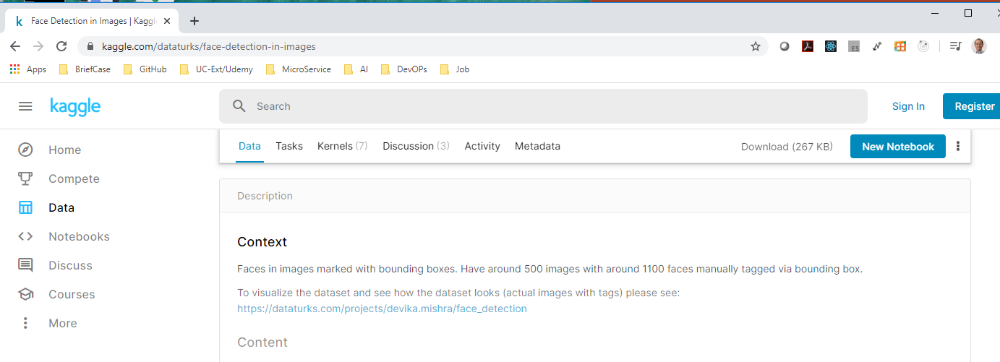 k Face Detection in Images | Kaggl
kaggle.com/dataturks/face-detection-in-images
ES
Apps BriefCase GitHub UC-Ext/Udemy MicroService AI DevOPs Job
kaggle Search Sign In Register
Data Tasks Kernels (7) Discussion (3) Activity Metadata Download (267 KB) New Notebook
Home
Compete
Data
Notebooks
Discuss
Courses
More
Description
Context
Faces in images marked with bounding boxes. Have around 500 images with around 1100 faces manually tagged via bounding box.
To visualize the dataset and see how the dataset looks (actual images with tags) please see:
https://dataturks.com/projects/devika.mishra/face_detection
Content